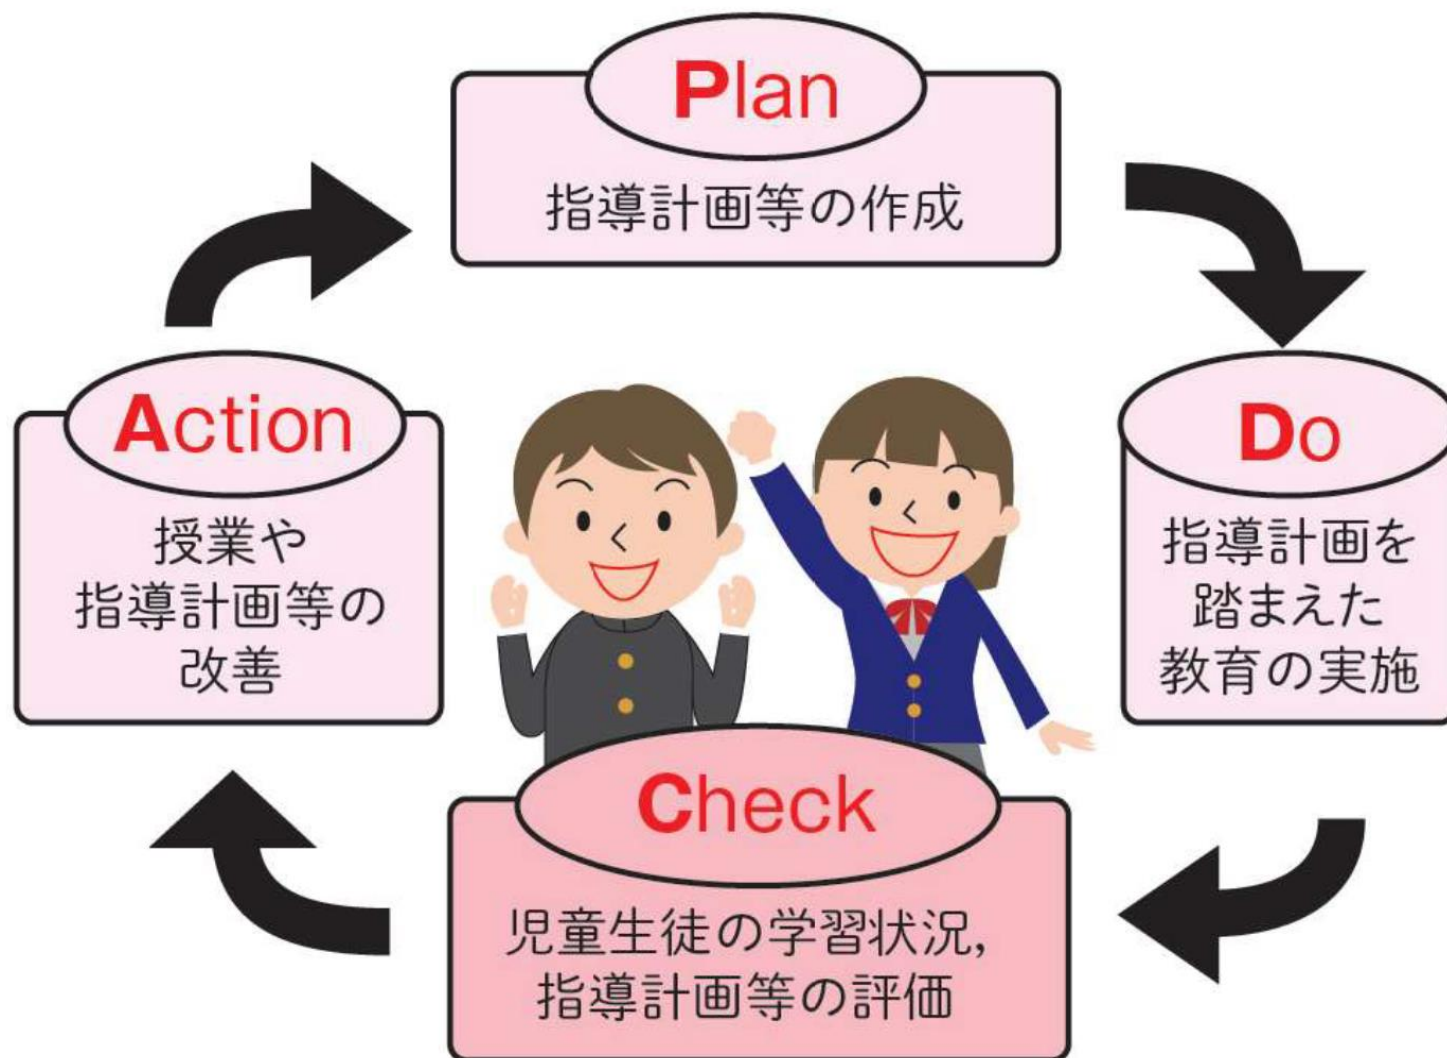 Plan
指導計画等の作成
Do
指導計画を
踏まえた
教育の実施
Check
児童生徒の学習状況,
指導計画等の評価
Action
授業や
指導計画等の
改善